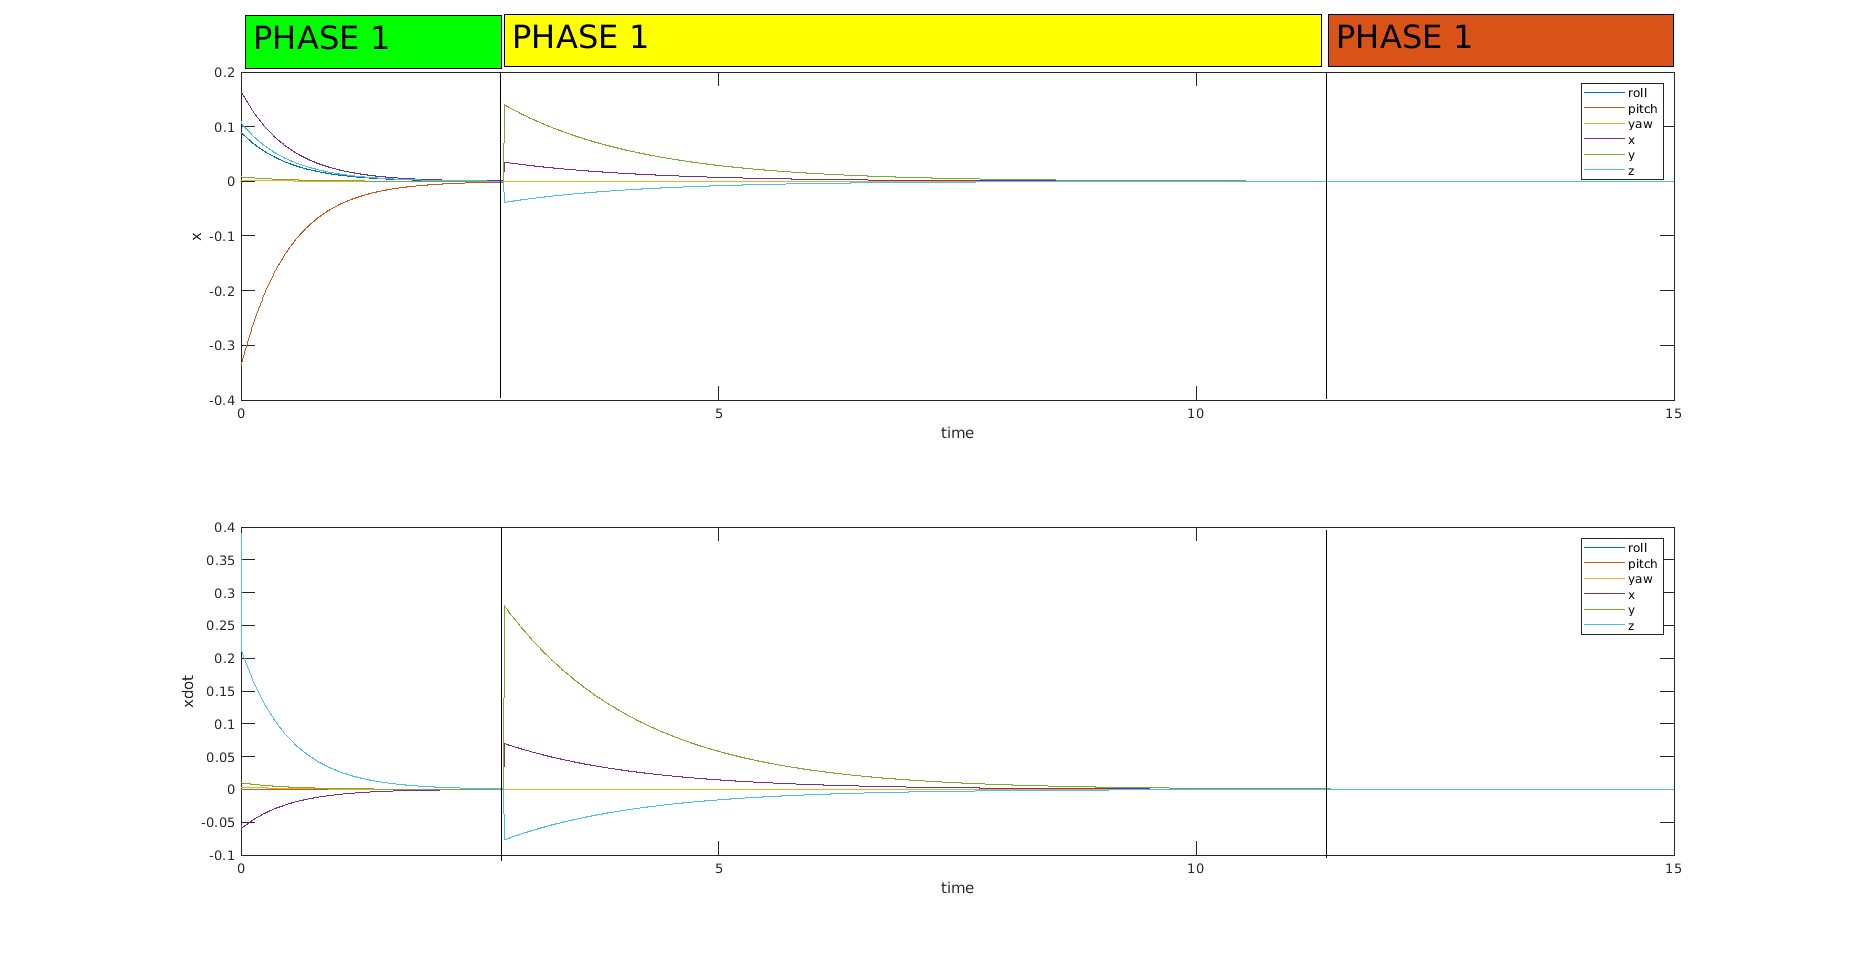 PHASE 1 PHASE 1 PHASE 1
0.2
0.1
0
-0.1
-0.2
-0.3
-0.4
x
0 5 10 15
time
roll
pitch
yaw
x
y
z
0.4
0.35
0.3
0.25
0.2
0.15
0.1
0.05
0
-0.05
-0.1
xdot
0 5 10 15
time
roll
pitch
yaw
x
y
z